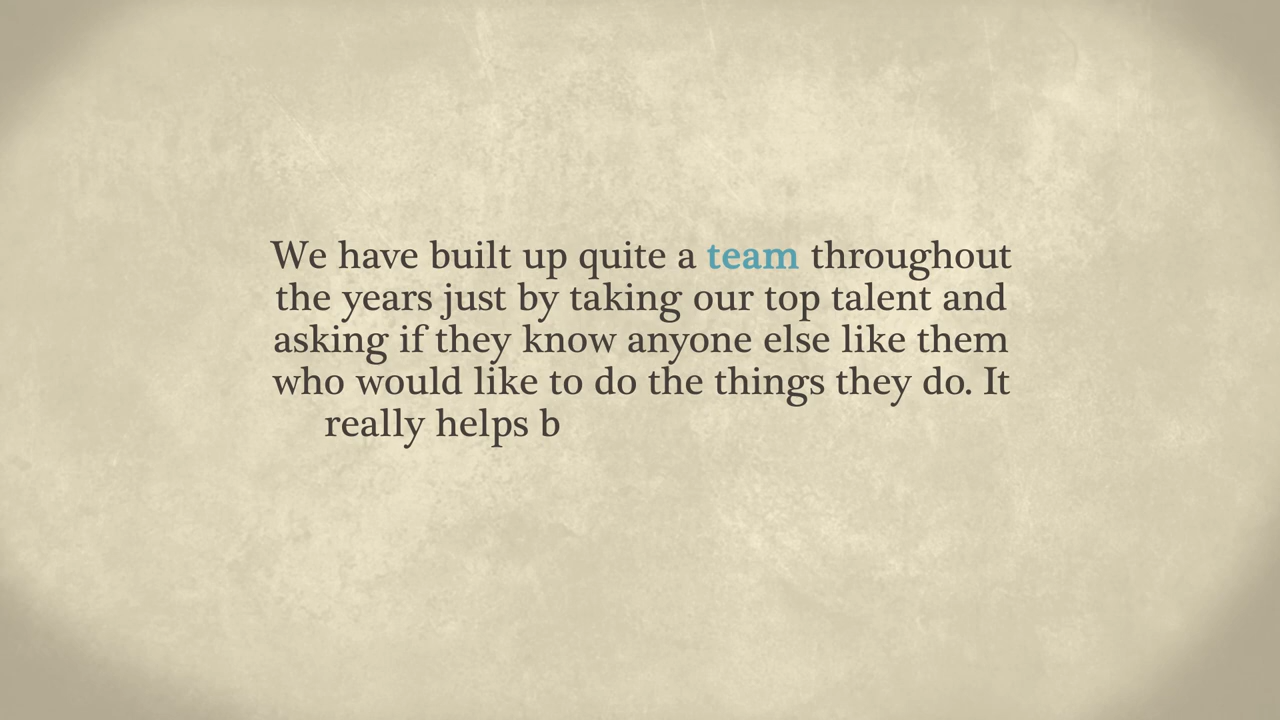 We have built up quite a team throughout
the years just by taking our top talent and
asking if they know anyone else like them
who would like to do the things they do. It
really helps b